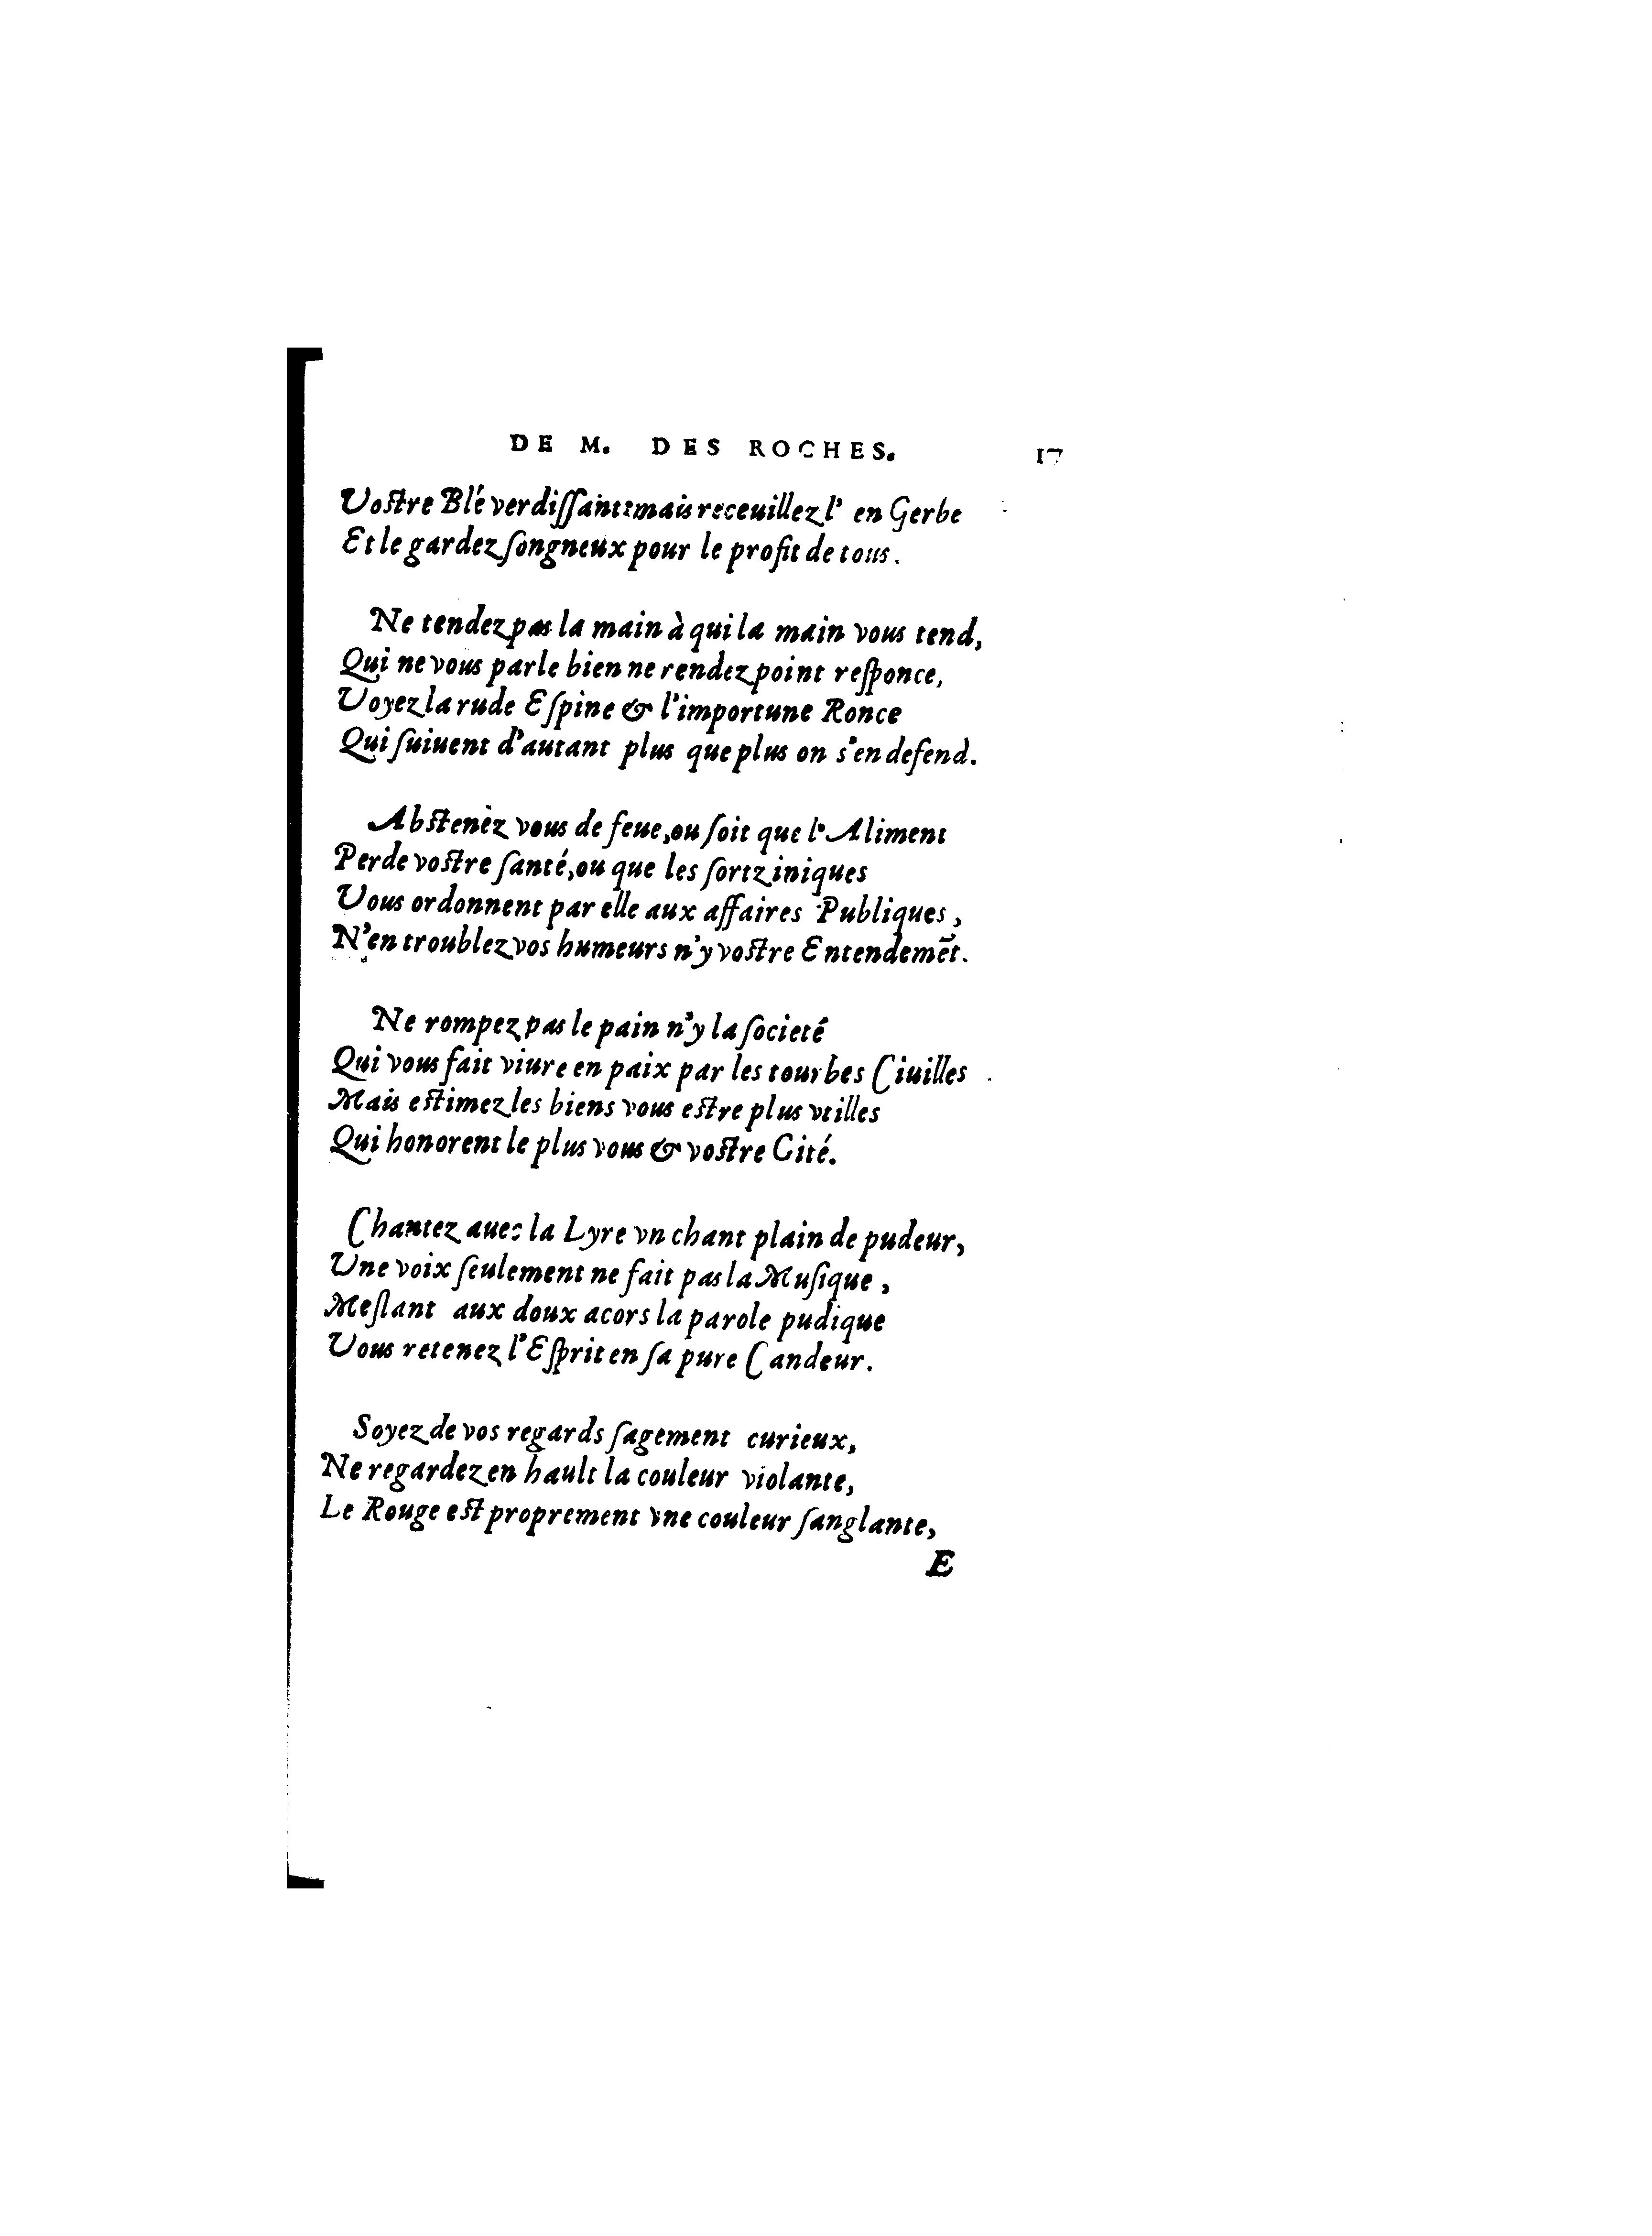 DE M. DES ROCHES. 17
Vostre Blé verdiſſant:mais receuillez l' en Gerbe
Et le gardez ſongneux pour le profit de tous.
Ne tendez pas la main à qui la main vous tend,
Qui ne vous parle bien ne rendez point reſponce,
Voyez la rude Eſpine & l'importune Ronce
Qui ſuiuent d'autant plus que plus on s'en defend.
Abstenèz vous de feue,ou ſoit que l'Aliment
Perde vostre ſanté,ou que les ſortz iniques
Vous ordonnent par elle aux affaires Publiques,
N'en troublez vos humeurs n'y vostre Entendemēt.
Ne rompez pas le pain n'y la ſocieté
Qui vous fait viure en paix par les tourbes Ciuilles
Mais estimez les biens vous estre plus vtilles
Qui honorent le plus vous & vostre Cité.
Chantez auec la Lyre vn chant plain de pudeur,
Vne voix ſeulement ne fait pas la Muſique,
Meſlant aux doux acors la parole pudique
Vous retenez l'Eſprit en ſa pure Candeur.
Soyez de vos regards ſagement curieux,
Ne regardez en hault la couleur violante,
Le Rouge est proprement vne couleur ſanglante,
E